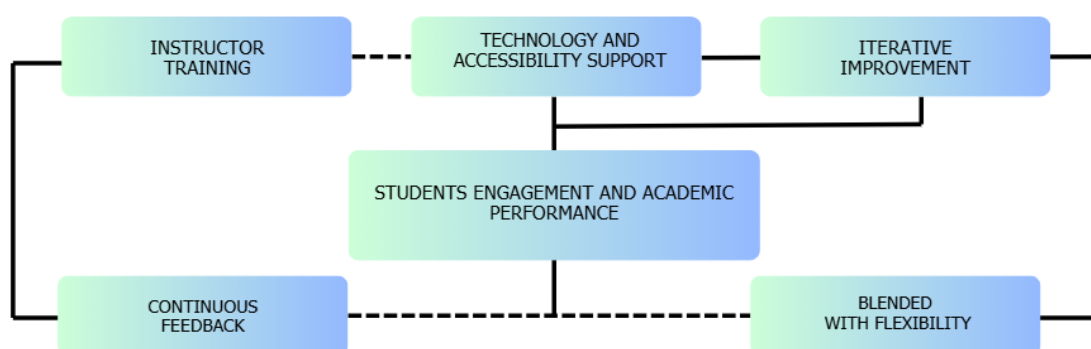 INSTRUCTOR
TRAINING
TECHNOLOGY AND
ACCESSIBILITY SUPPORT
ITERATIVE
IMPROVEMENT
STUDENTS ENGAGEMENT AND ACADEMIC
PERFORMANCE
CONTINUOUS
FEEDBACK
BLENDED
WITH FLEXIBILITY